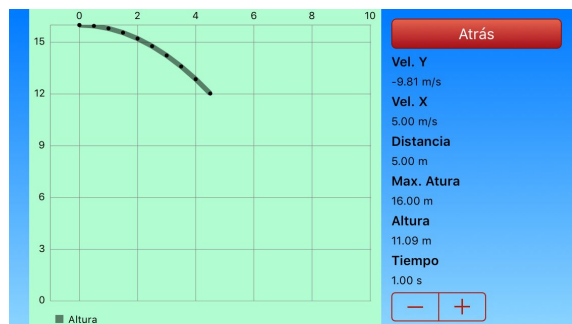 0 2 4 6 8 10
15
12
9
6
3
0
Altura
Atrás
Vel. Y
-9.81 m/s
Vel. X
5.00 m/s
Distancia
5.00 m
Max. Atura
16.00 m
Altura
11.09 m
Tiempo
1.00 s
− +